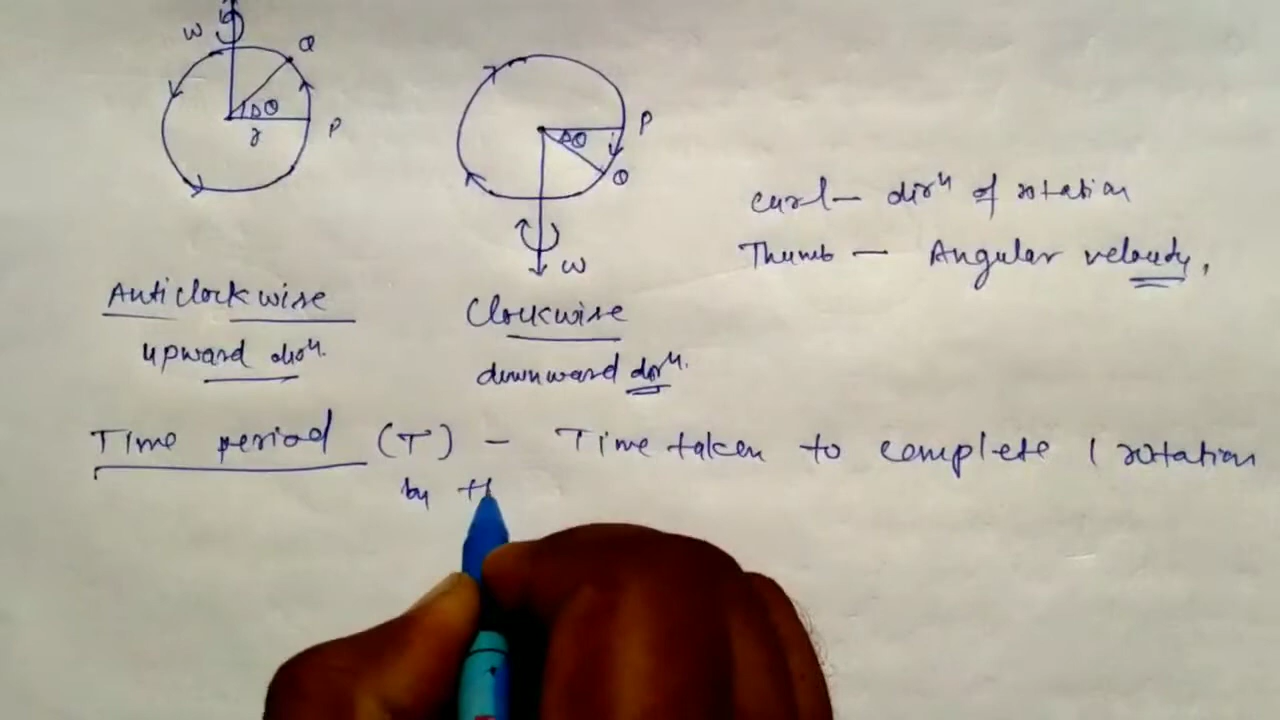 W
Q
Δθ
r
P
P
Δθ
Q
ω
curl – dirⁿ of rotation
Thumb – Angular velocity,
Anticlockwise
upward dirⁿ.
Clockwise
downward dirⁿ.
Time period (T) – Time taken to complete 1 rotation
by th